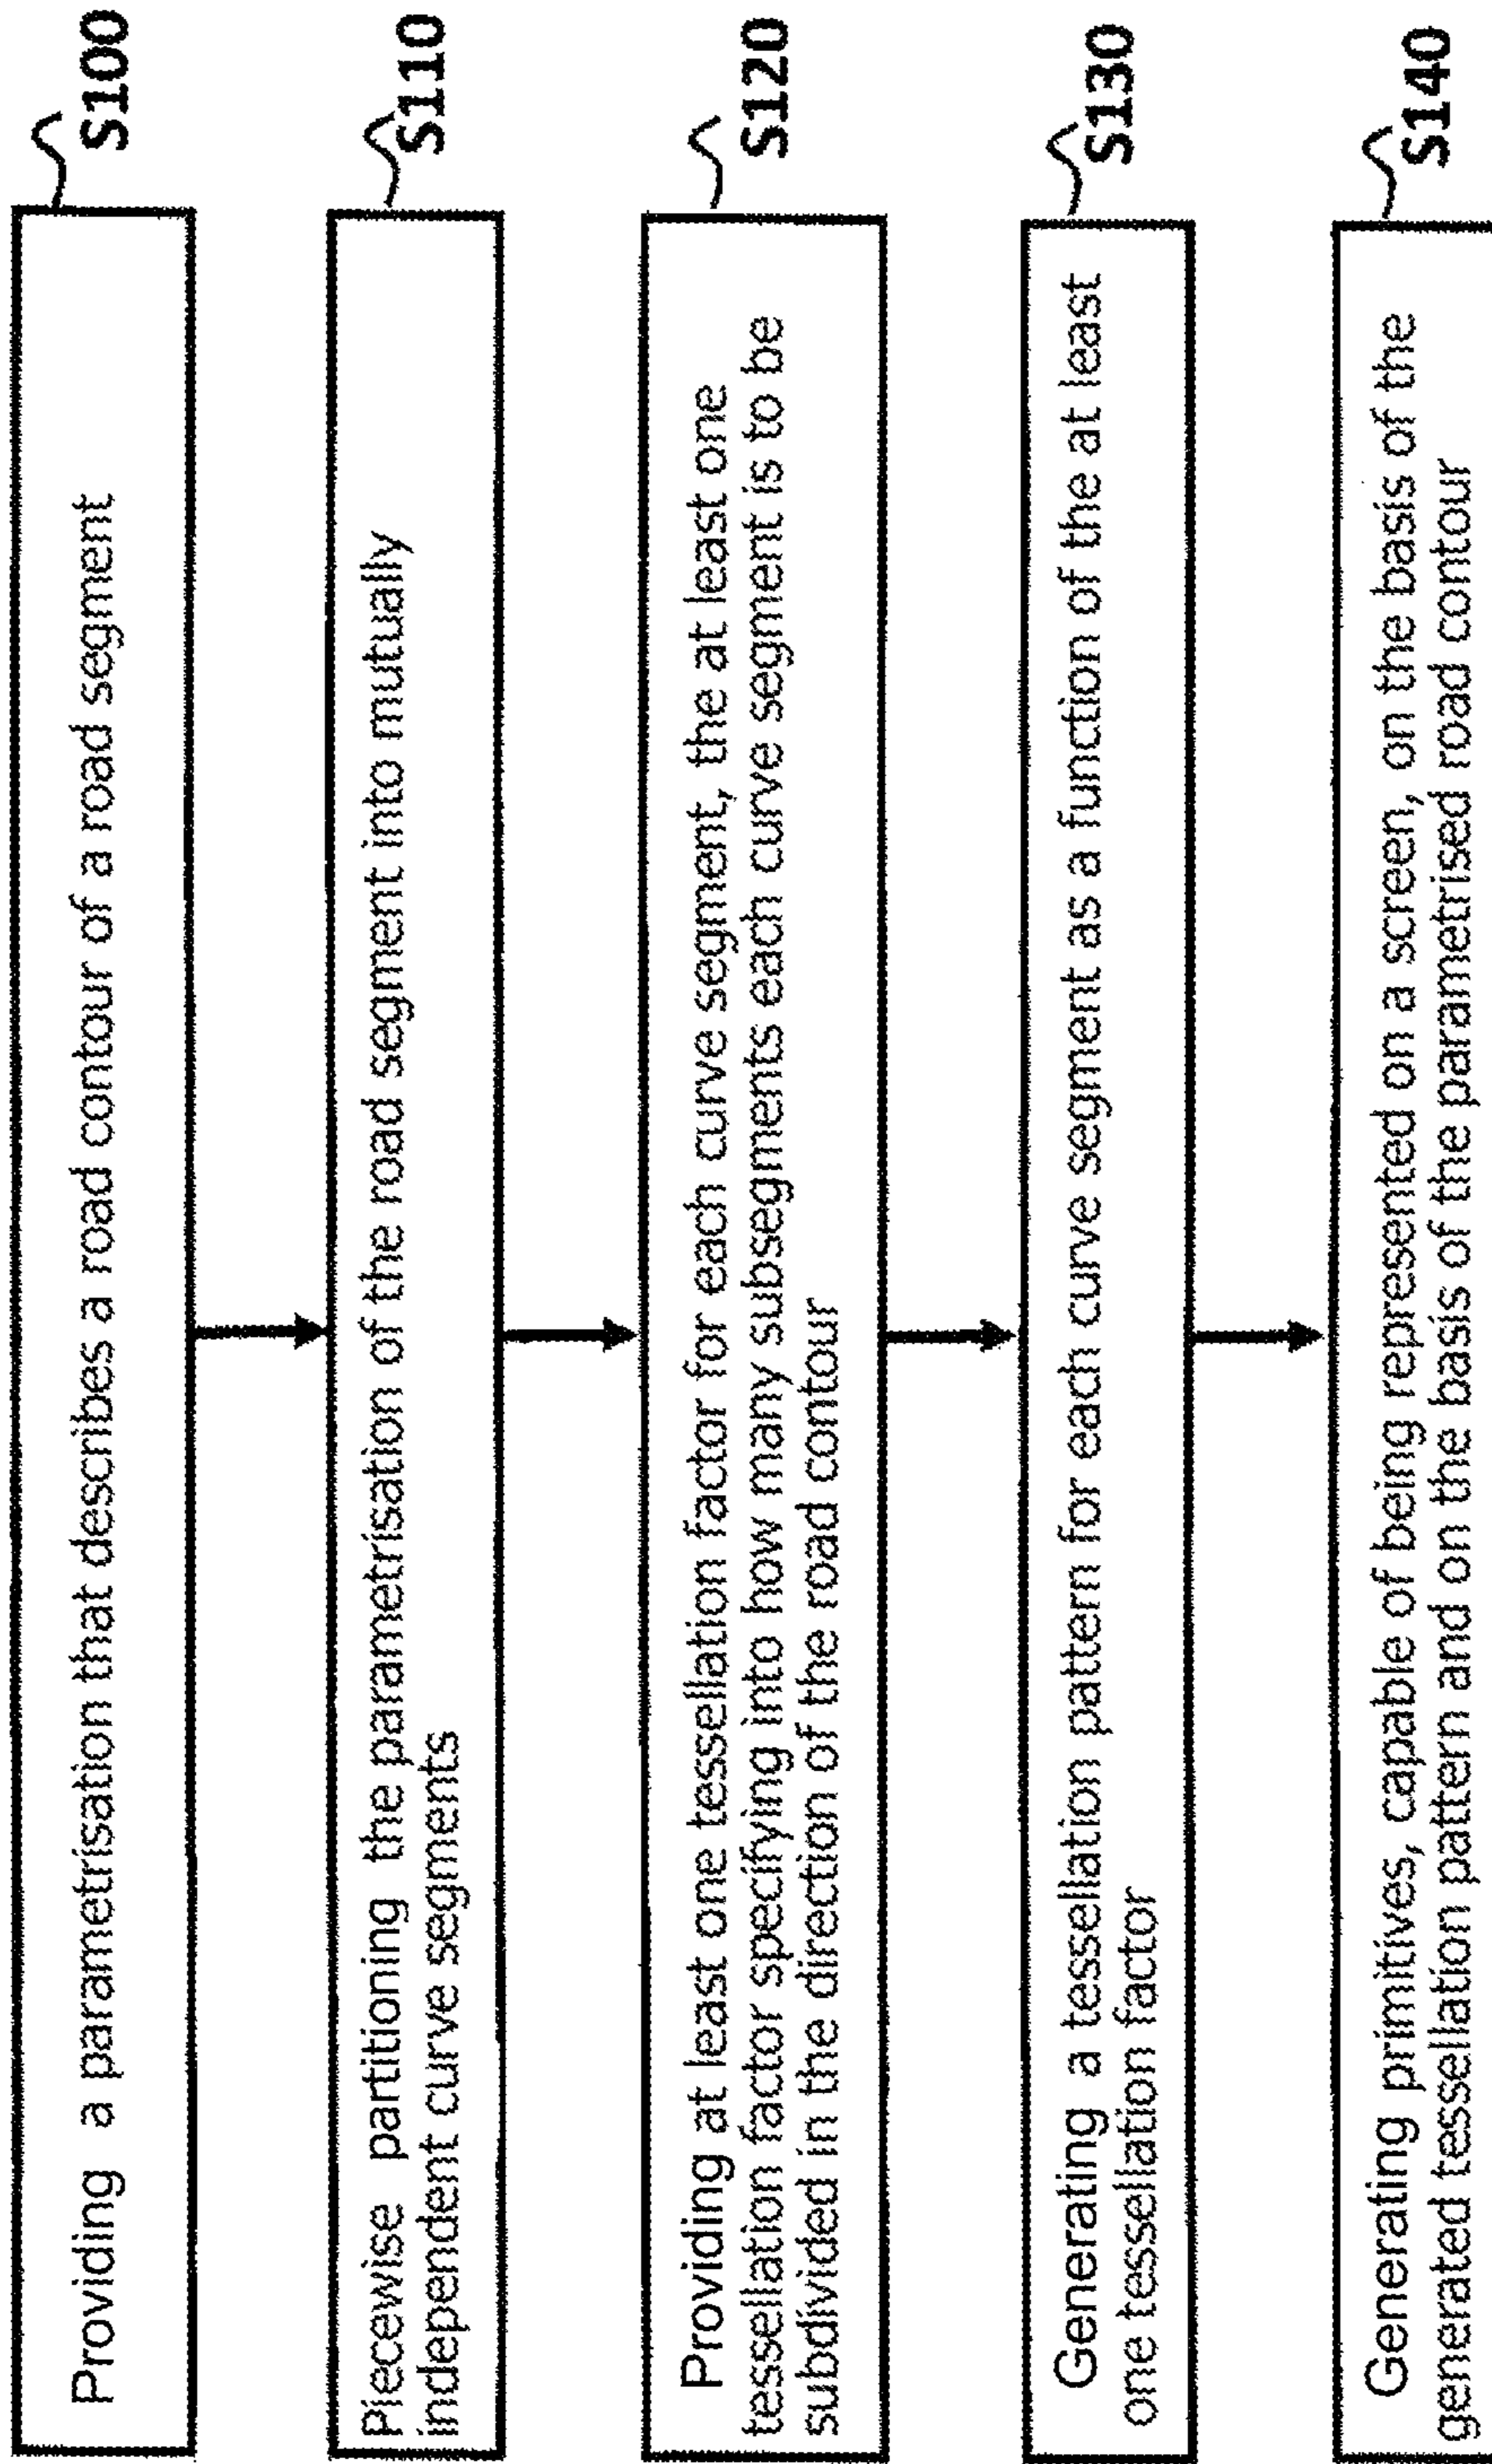 Providing a parametrisation that describes a road contour of a road segment
S100
Piecewise partitioning the parametrisation of the road segment into mutually
independent curve segments
S110
Providing at least one tessellation factor for each curve segment, the at least one
tessellation factor specifying into how many subsegments each curve segment is to be
subdivided in the direction of the road contour
S120
Generating a tessellation pattern for each curve segment as a function of the at least
one tessellation factor
S130
Generating primitives, capable of being represented on a screen, on the basis of the
generated tessellation pattern and on the basis of the parametrised road contour
S140